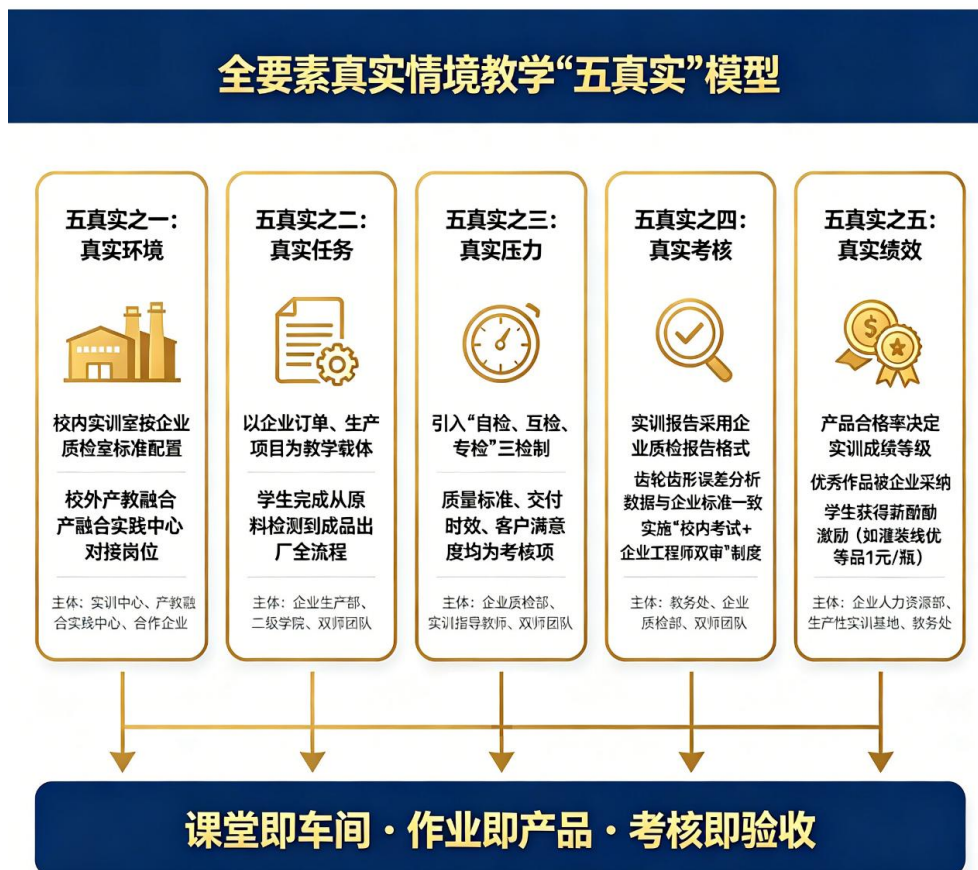 全要素真实情境教学“五真实”模型
五真实之一：
真实环境
校内实训室按企业
质检室标准配置
校外产教融合
产融合实践中心
对接岗位
主体：实训中心、产教融
合实践中心、合作企业
五真实之二：
真实任务
以企业订单、生产
项目为教学载体
学生完成从原
料检测到成品出
厂全流程
主体：企业生产部、
二级学院、双师团队
五真实之三：
真实压力
引入“自检、互检、
专检”三检制
质量标准、交付
时效、客户满意
度均为考核项
主体：企业质检部、
实训指导教师、双师团队
五真实之四：
真实考核
实训报告采用企
业质检报告格式
齿轮齿形误差分析
数据与企业标准一致
实施“校内考试+
企业工程师双审”制度
主体：教务处、企业
质检部、双师团队
五真实之五：
真实绩效
$
产品合格率决定
实训成绩等级
优秀作品被企业采纳
学生获得薪酬
激励（如灌装线优
等品1元/瓶）
主体：企业人力资源部、
生产性实训基地、教务处
课堂即车间·作业即产品·考核即验收